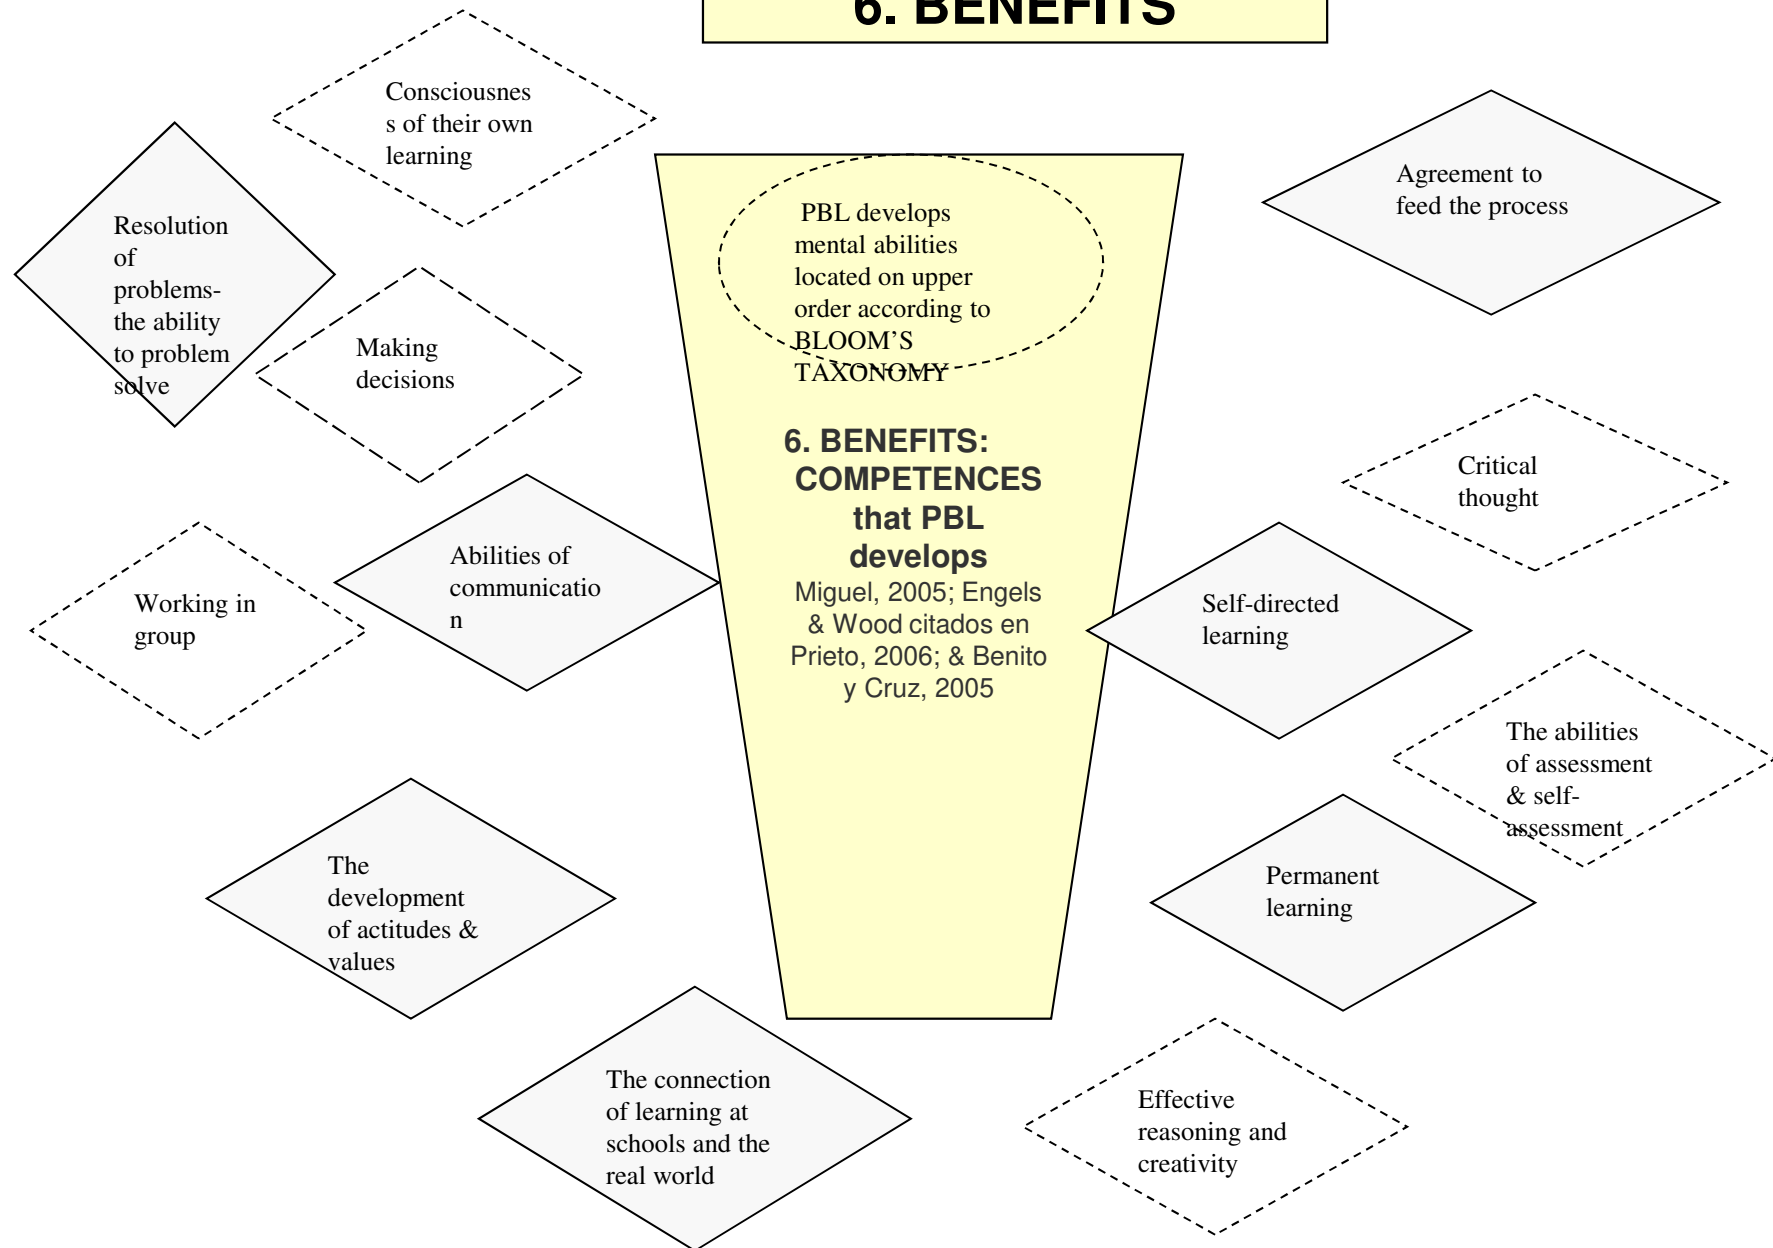 6. BENEFITS
Consciousnes
s of their own
learning
Resolution
of
problems-
the ability
to problem
solve
Making
decisions
Abilities of
communicatio
n
Working in
group
The
development
of actitudes &
values
The connection
of learning at
schools and the
real world
PBL develops
mental abilities
located on upper
order according to
BLOOM’S
TAXONOMY
6. BENEFITS:
COMPETENCES
that PBL
develops
Miguel, 2005; Engels
& Wood citados en
Prieto, 2006; & Benito
y Cruz, 2005
Agreement to
feed the process
Critical
thought
Self-directed
learning
The abilities
of assessment
& self-
assessment
Permanent
learning
Effective
reasoning and
creativity